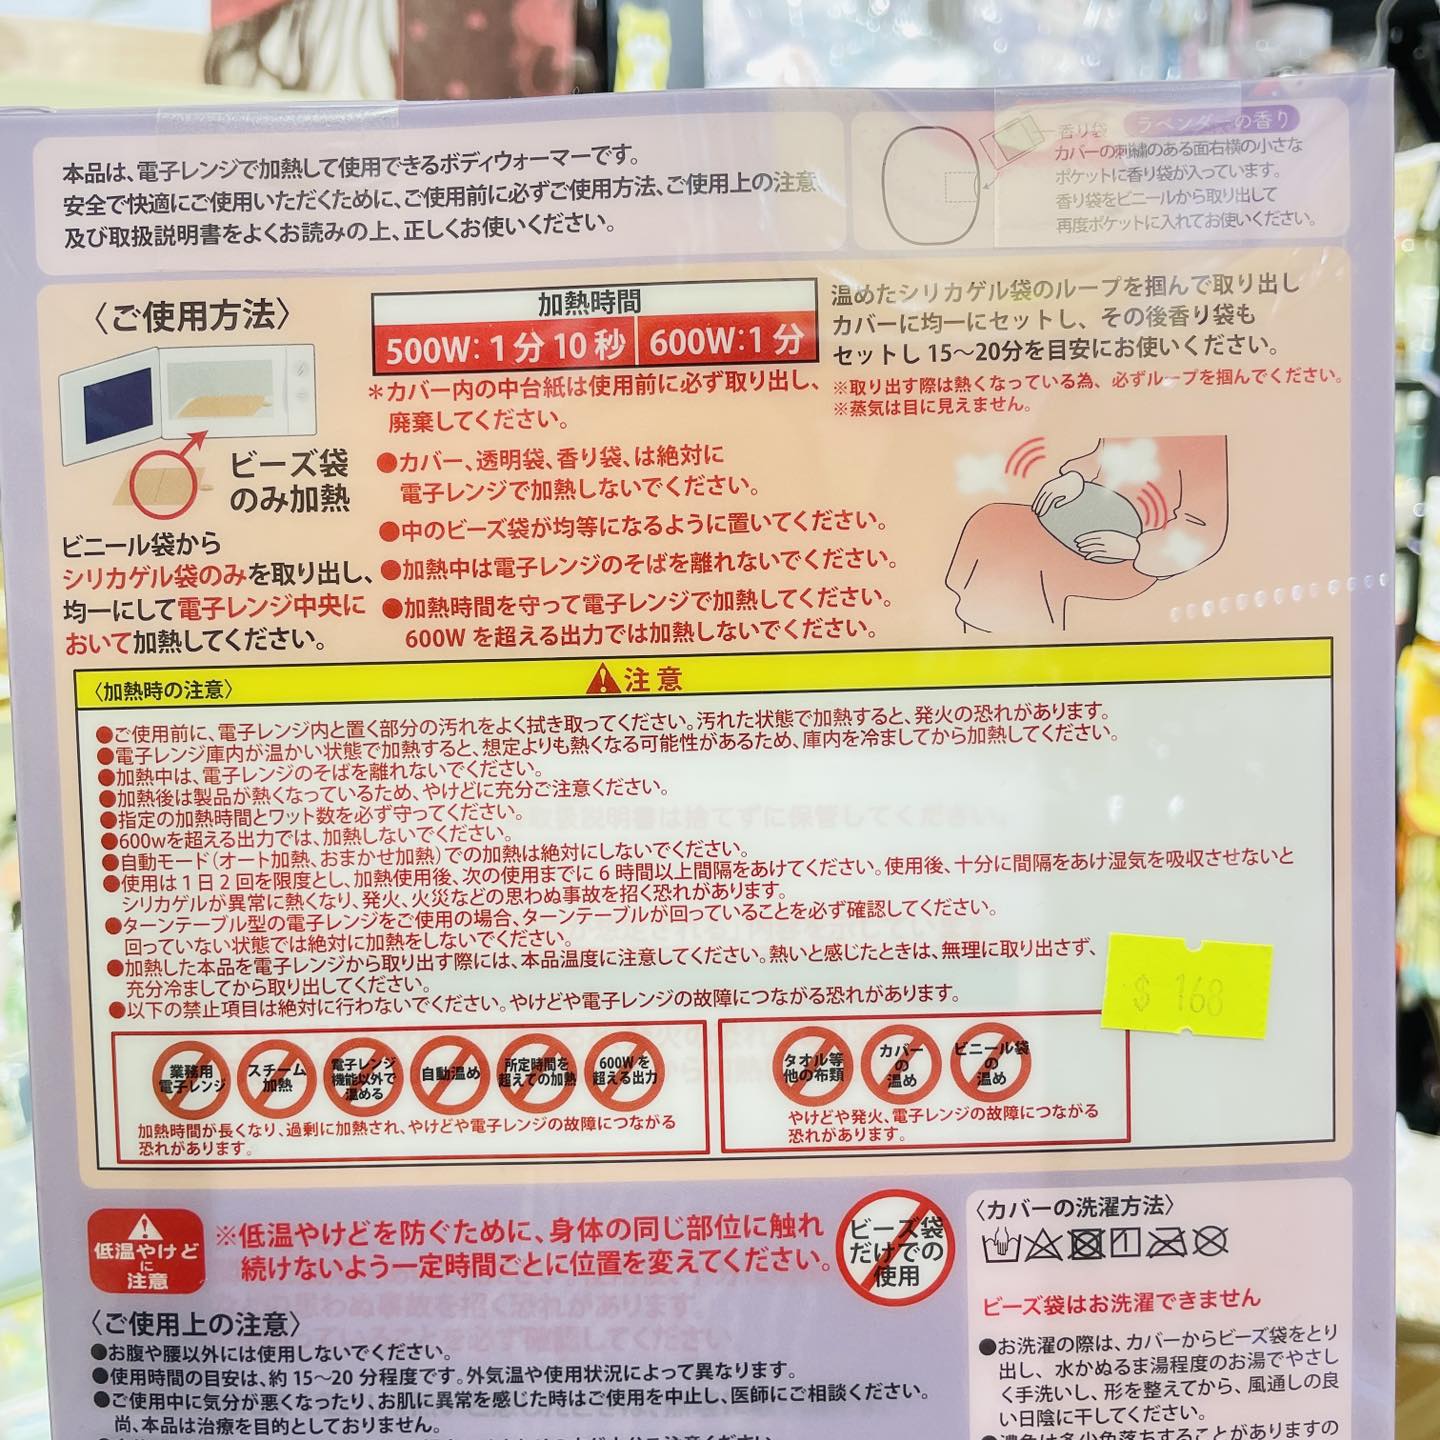 本品は、電子レンジで加熱して使用できるボディウォーマーです。
安全で快適にご使用いただくために、ご使用前に必ずご使用方法、ご使用上の注意、
及び取扱説明書をよくお読みの上、正しくお使いください。
香り袋 ラベンダーの香り
カバーの刺繍のある面右横の小さな
ポケットに香り袋が入っています。
香り袋をビニールから取り出して
再度ポケットに入れてお使いください。
〈ご使用方法〉
ビーズ袋
のみ加熱
ビニール袋から
シリカゲル袋のみを取り出し、
均一にして電子レンジ中央に
おいて加熱してください。
加熱時間
500W:1分10秒 600W:1分
＊カバー内の中台紙は使用前に必ず取り出し、
廃棄してください。
●カバー、透明袋、香り袋、は絶対に
電子レンジで加熱しないでください。
●中のビーズ袋が均等になるように置いてください。
●加熱中は電子レンジのそばを離れないでください。
●加熱時間を守って電子レンジで加熱してください。
600Wを超える出力では加熱しないでください。
温めたシリカゲル袋のループを掴んで取り出し
カバーに均一にセットし、その後香り袋も
セットし15〜20分を目安にお使いください。
※取り出す際は熱くなっている為、必ずループを掴んでください。
※蒸気は目に見えません。
〈加熱時の注意〉 注意
●ご使用前に、電子レンジ内と置く部分の汚れをよく拭き取ってください。汚れた状態で加熱すると、発火の恐れがあります。
●電子レンジ庫内が温かい状態で加熱すると、想定よりも熱くなる可能性があるため、庫内を冷ましてから加熱してください。
●加熱中は、電子レンジのそばを離れないでください。
●加熱後は製品が熱くなっているため、やけどに充分ご注意ください。
●指定の加熱時間とワット数を必ず守ってください。
●600wを超える出力では、加熱しないでください。
●自動モード（オート加熱、おまかせ加熱）での加熱は絶対にしないでください。
●使用は1日2回を限度とし、加熱使用後、次の使用までに6時間以上間隔をあけてください。使用後、十分に間隔をあけ湿気を吸収させないと
シリカゲルが異常に熱くなり、発火、火災などの思わぬ事故を招く恐れがあります。
●ターンテーブル型の電子レンジをご使用の場合、ターンテーブルが回っていることを必ず確認してください。
回っていない状態では絶対に加熱をしないでください。
●加熱した本品を電子レンジから取り出す際には、本品温度に注意してください。熱いと感じたときは、無理に取り出さず、
充分冷ましてから取り出してください。
●以下の禁止項目は絶対に行わないでください。やけどや電子レンジの故障につながる恐れがあります。
$ 168
業務用
電子レンジ
スチーム
加熱
電子レンジ
機能以外で
温める
自動温め
所定時間を
超えての加熱
600Wを
超える出力
加熱時間が長くなり、過剰に加熱され、やけどや電子レンジの故障につながる
恐れがあります。
タオル等
他の布類
カバー
の
温め
ビニール袋
の
温め
やけどや発火、電子レンジの故障につながる
恐れがあります。
低温やけど
に
注意
※低温やけどを防ぐために、身体の同じ部位に触れ
続けないよう一定時間ごとに位置を変えてください。
ビーズ袋
だけでの
使用
〈ご使用上の注意〉
●お腹や腰以外には使用しないでください。
●使用時間の目安は、約15〜20分程度です。外気温や使用状況によって異なります。
●ご使用中に気分が悪くなったり、お肌に異常を感じた時はご使用を中止し、医師にご相談ください。
尚、本品は治療を目的としておりません。
〈カバーの洗濯方法〉
ビーズ袋はお洗濯できません
●お洗濯の際は、カバーからビーズ袋をとり
出し、水かぬるま湯程度のお湯でやさし
く手洗いし、形を整えてから、風通しの良
い日陰に干してください。
●濃色は多少色落ちすることがありますの